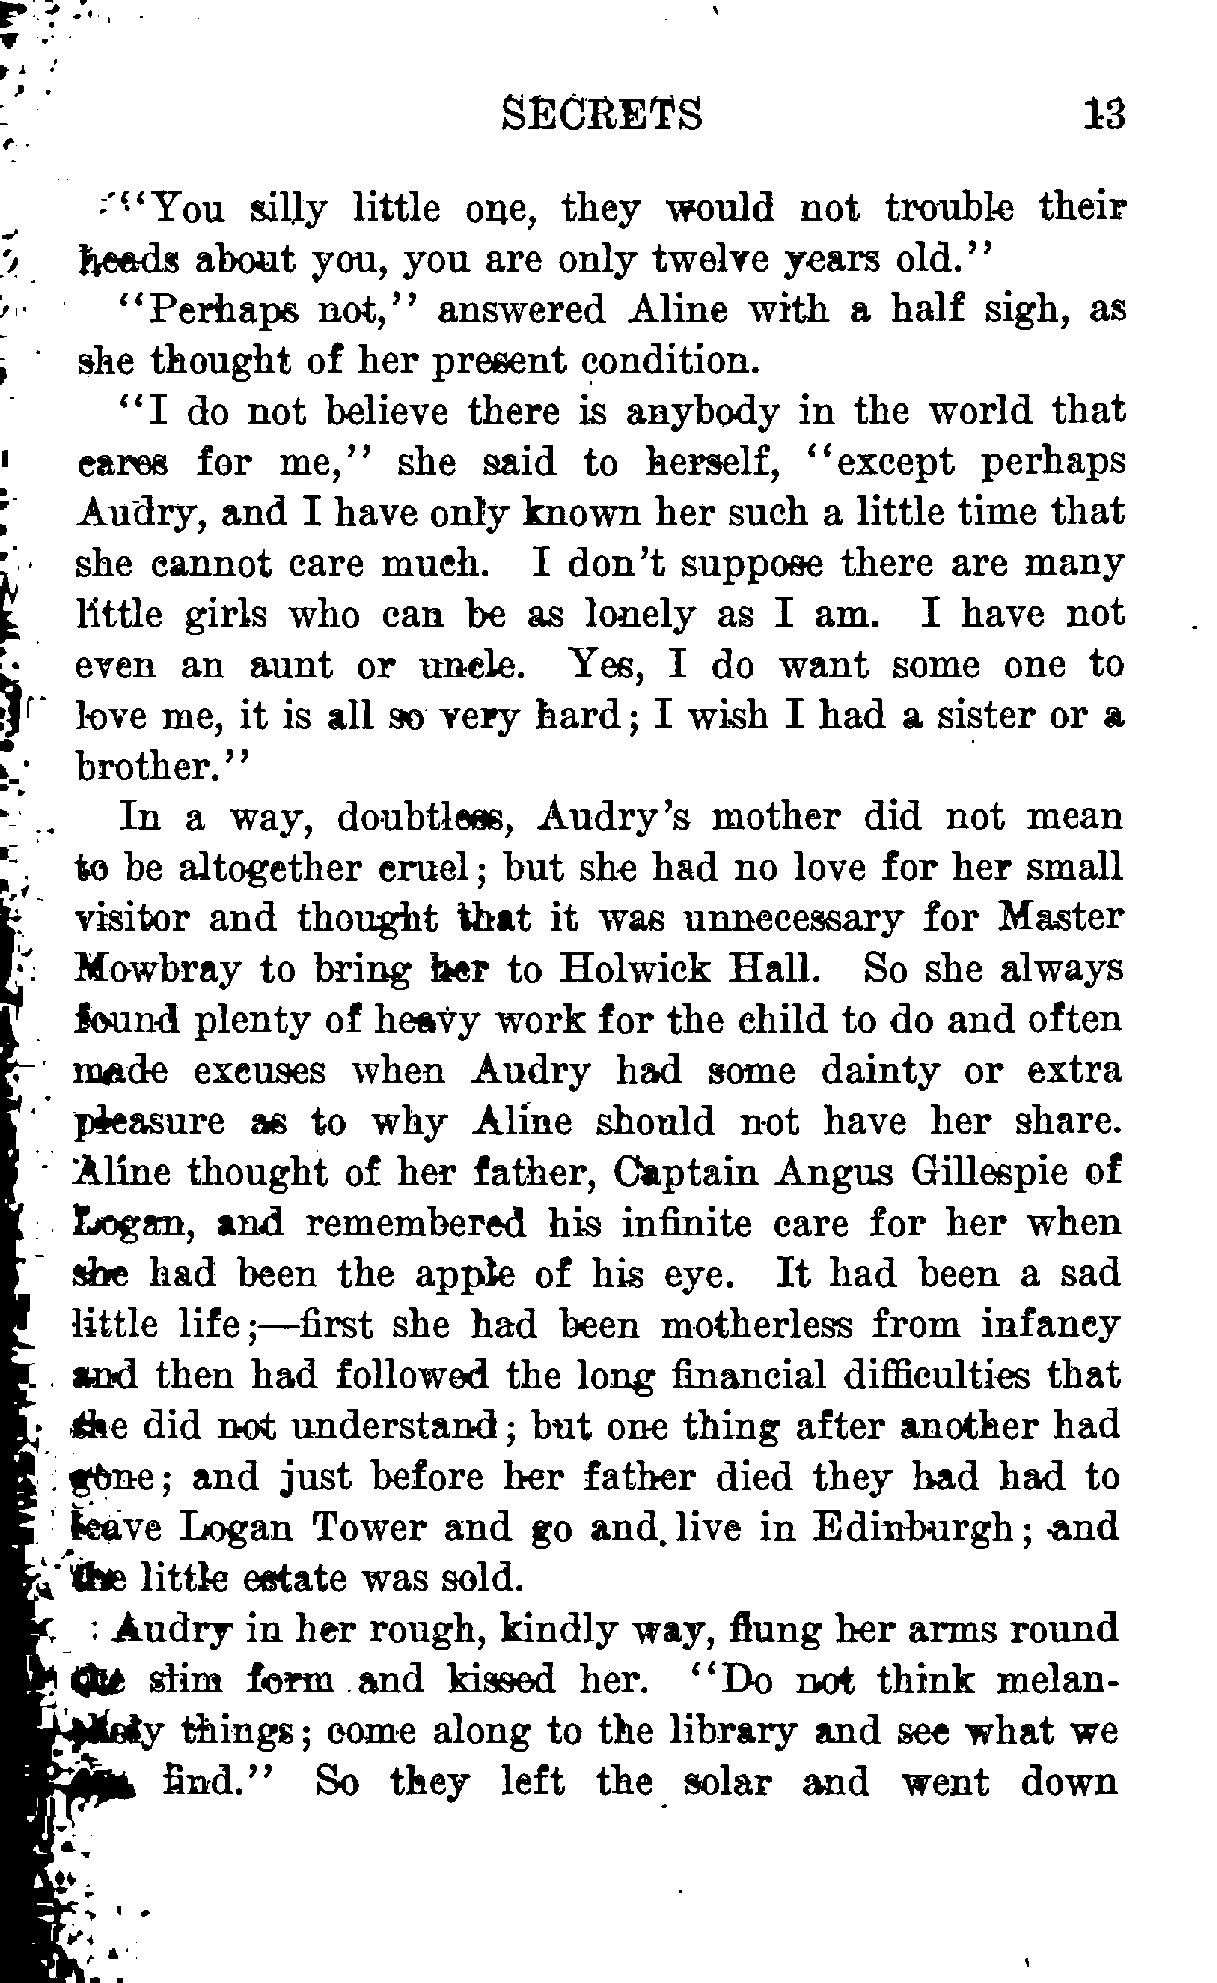 SECRETS 13
"You silly little one, they would not trouble their
heads about you, you are only twelve years old."
"Perhaps not," answered Aline with a half sigh, as
she thought of her present condition.
"I do not believe there is anybody in the world that
cares for me," she said to herself, "except perhaps
Audry, and I have only known her such a little time that
she cannot care much. I don't suppose there are many
little girls who can be as lonely as I am. I have not
even an aunt or uncle. Yes, I do want some one to
love me, it is all so very hard; I wish I had a sister or a
brother."
In a way, doubtless, Audry's mother did not mean
to be altogether cruel; but she had no love for her small
visitor and thought that it was unnecessary for Master
Mowbray to bring her to Holwick Hall. So she always
found plenty of heavy work for the child to do and often
made excuses when Audry had some dainty or extra
pleasure as to why Aline should not have her share.
Aline thought of her father, Captain Angus Gillespie of
Logan, and remembered his infinite care for her when
she had been the apple of his eye. It had been a sad
little life;—first she had been motherless from infancy
and then had followed the long financial difficulties that
she did not understand; but one thing after another had
gone; and just before her father died they had had to
leave Logan Tower and go and live in Edinburgh; and
the little estate was sold.
Audry in her rough, kindly way, flung her arms round
the slim form and kissed her. "Do not think melan-
choly things; come along to the library and see what we
can find." So they left the solar and went down